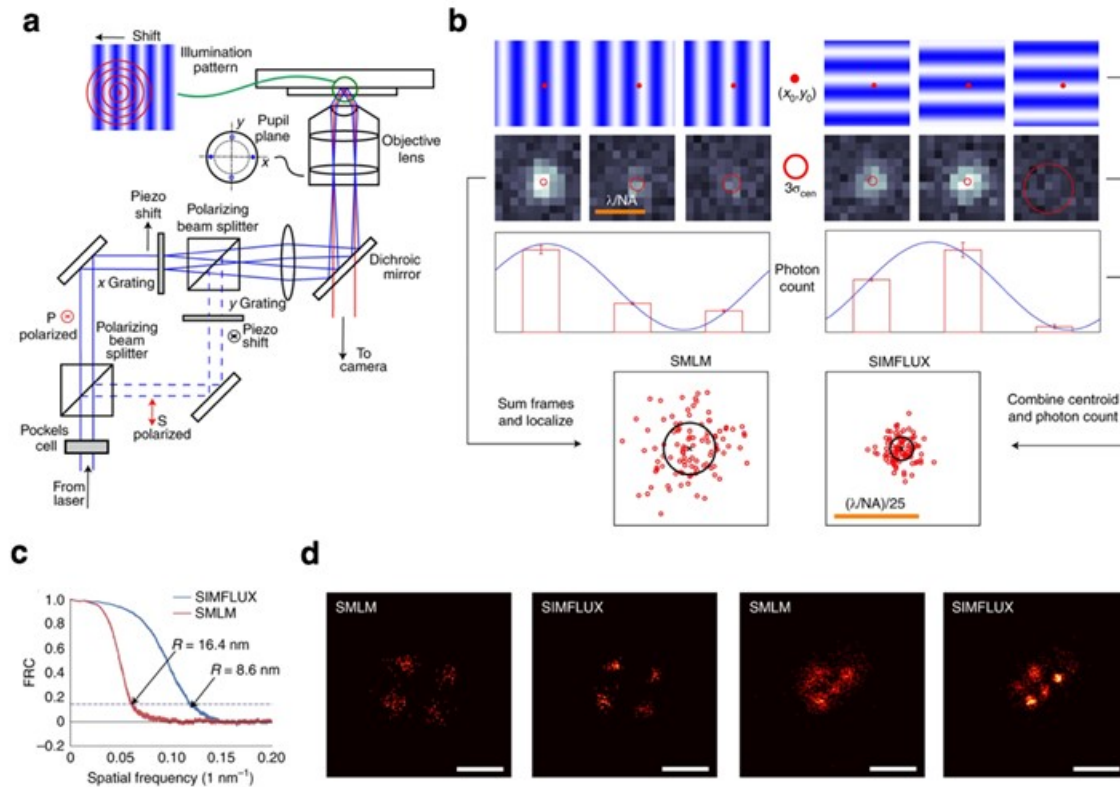 a
Shift
Illumination
pattern
Pupil
plane
y
x
Objective
lens
Piezo
shift
Polarizing
beam splitter
Dichroic
mirror
x Grating
y Grating
P
polarized
Polarizing
beam splitter
Piezo
shift
To
camera
S
polarized
Pockels
cell
From
laser
b
(x₀,y₀)
λ/NA
3σcen
Photon
count
SMLM
SIMFLUX
Sum frames
and localize
Combine centroid
and photon count
(λ/NA)/25
c
SIMFLUX
SMLM
R = 16.4 nm
R = 8.6 nm
FRC
1.0
0.8
0.6
0.4
0.2
0
−0.2
0
0.05
0.10
0.15
0.20
Spatial frequency (1 nm⁻¹)
d
SMLM
SIMFLUX
SMLM
SIMFLUX